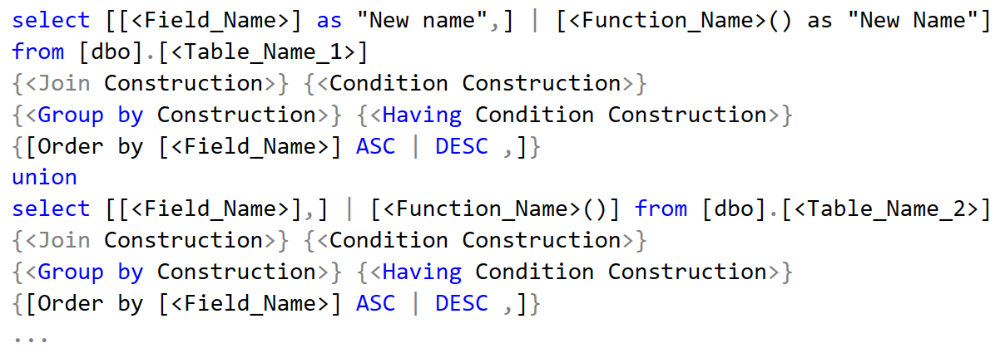 select [[<Field_Name>] as "New name",] | [<Function_Name>() as "New Name"]
from [dbo].[<Table_Name_1>]
{<Join Construction>} {<Condition Construction>}
{<Group by Construction>} {<Having Condition Construction>}
{[Order by [<Field_Name>] ASC | DESC ,]}
union
select [[<Field_Name>],] | [<Function_Name>()] from [dbo].[<Table_Name_2>]
{<Join Construction>} {<Condition Construction>}
{<Group by Construction>} {<Having Condition Construction>}
{[Order by [<Field_Name>] ASC | DESC ,]}
...